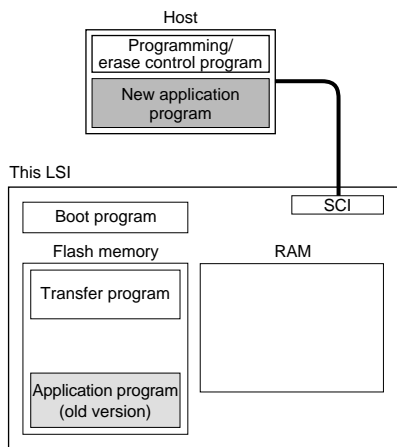 Host
Programming/
erase control program
New application
program
This LSI
SCI
Boot program
Flash memory
RAM
Transfer program
Application program
(old version)